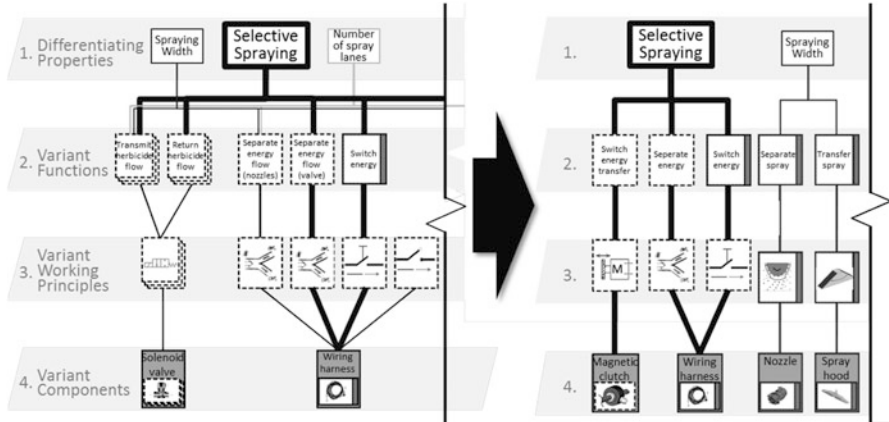 1. Differentiating
Properties
Spraying
Width
Selective
Spraying
Number
of spray
lanes
2. Variant
Functions
Transmit
herbicide
flow
Return
herbicide
flow
Separate
energy
flow
(nozzles)
Separate
energy
flow
(valve)
Switch
energy
3. Variant
Working
Principles
4. Variant
Components
Solenoid
valve
Wiring
harness
1.
Selective
Spraying
Spraying
Width
2.
Switch
energy
transfer
Seperate
energy
Switch
energy
Separate
spray
Transfer
spray
3.
M
4.
Magnetic
clutch
Wiring
harness
Nozzle
Spray
hood